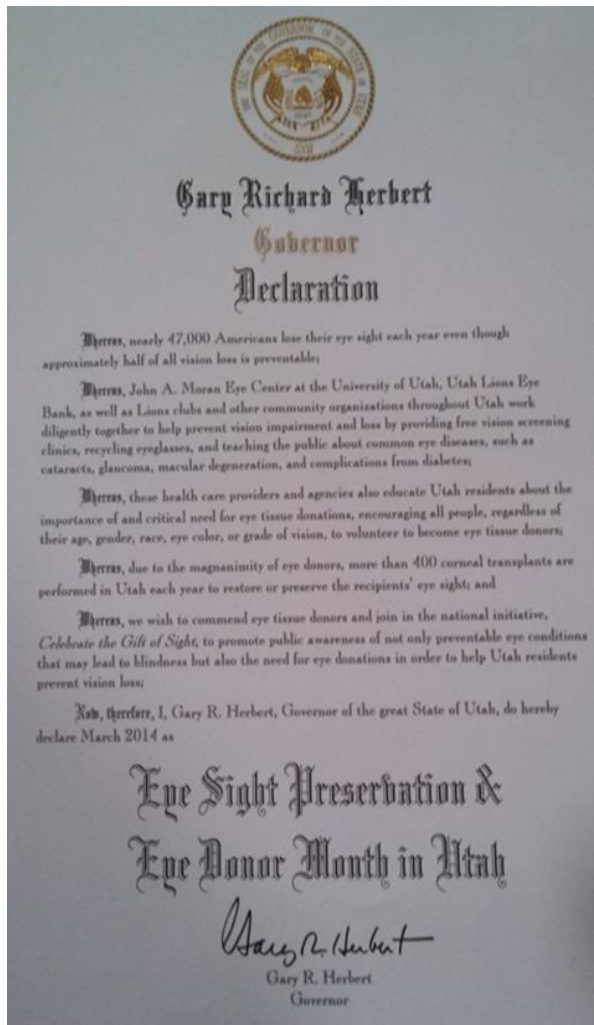 THE SEAL OF THE GOVERNOR OF THE STATE OF UTAH
Gary Richard Herbert
Governor
Declaration
Whereas, nearly 47,000 Americans lose their eye sight each year even though
approximately half of all vision loss is preventable;
Whereas, John A. Moran Eye Center at the University of Utah, Utah Lions Eye
Bank, as well as Lions clubs and other community organizations throughout Utah work
diligently together to help prevent vision impairment and loss by providing free vision screening
clinics, recycling eyeglasses, and teaching the public about common eye diseases, such as
cataracts, glaucoma, macular degeneration, and complications from diabetes;
Whereas, these health care providers and agencies also educate Utah residents about the
importance of and critical need for eye tissue donations, encouraging all people, regardless of
their age, gender, race, eye color, or grade of vision, to volunteer to become eye tissue donors;
Whereas, due to the magnanimity of eye donors, more than 400 corneal transplants are
performed in Utah each year to restore or preserve the recipients' eye sight; and
Whereas, we wish to commend eye tissue donors and join in the national initiative,
Celebrate the Gift of Sight, to promote public awareness of not only preventable eye conditions
that may lead to blindness but also the need for eye donations in order to help Utah residents
prevent vision loss;
Now, therefore, I, Gary R. Herbert, Governor of the great State of Utah, do hereby
declare March 2014 as
Eye Sight Preservation &
Eye Donor Month in Utah
Gary R. Herbert
Gary R. Herbert
Governor